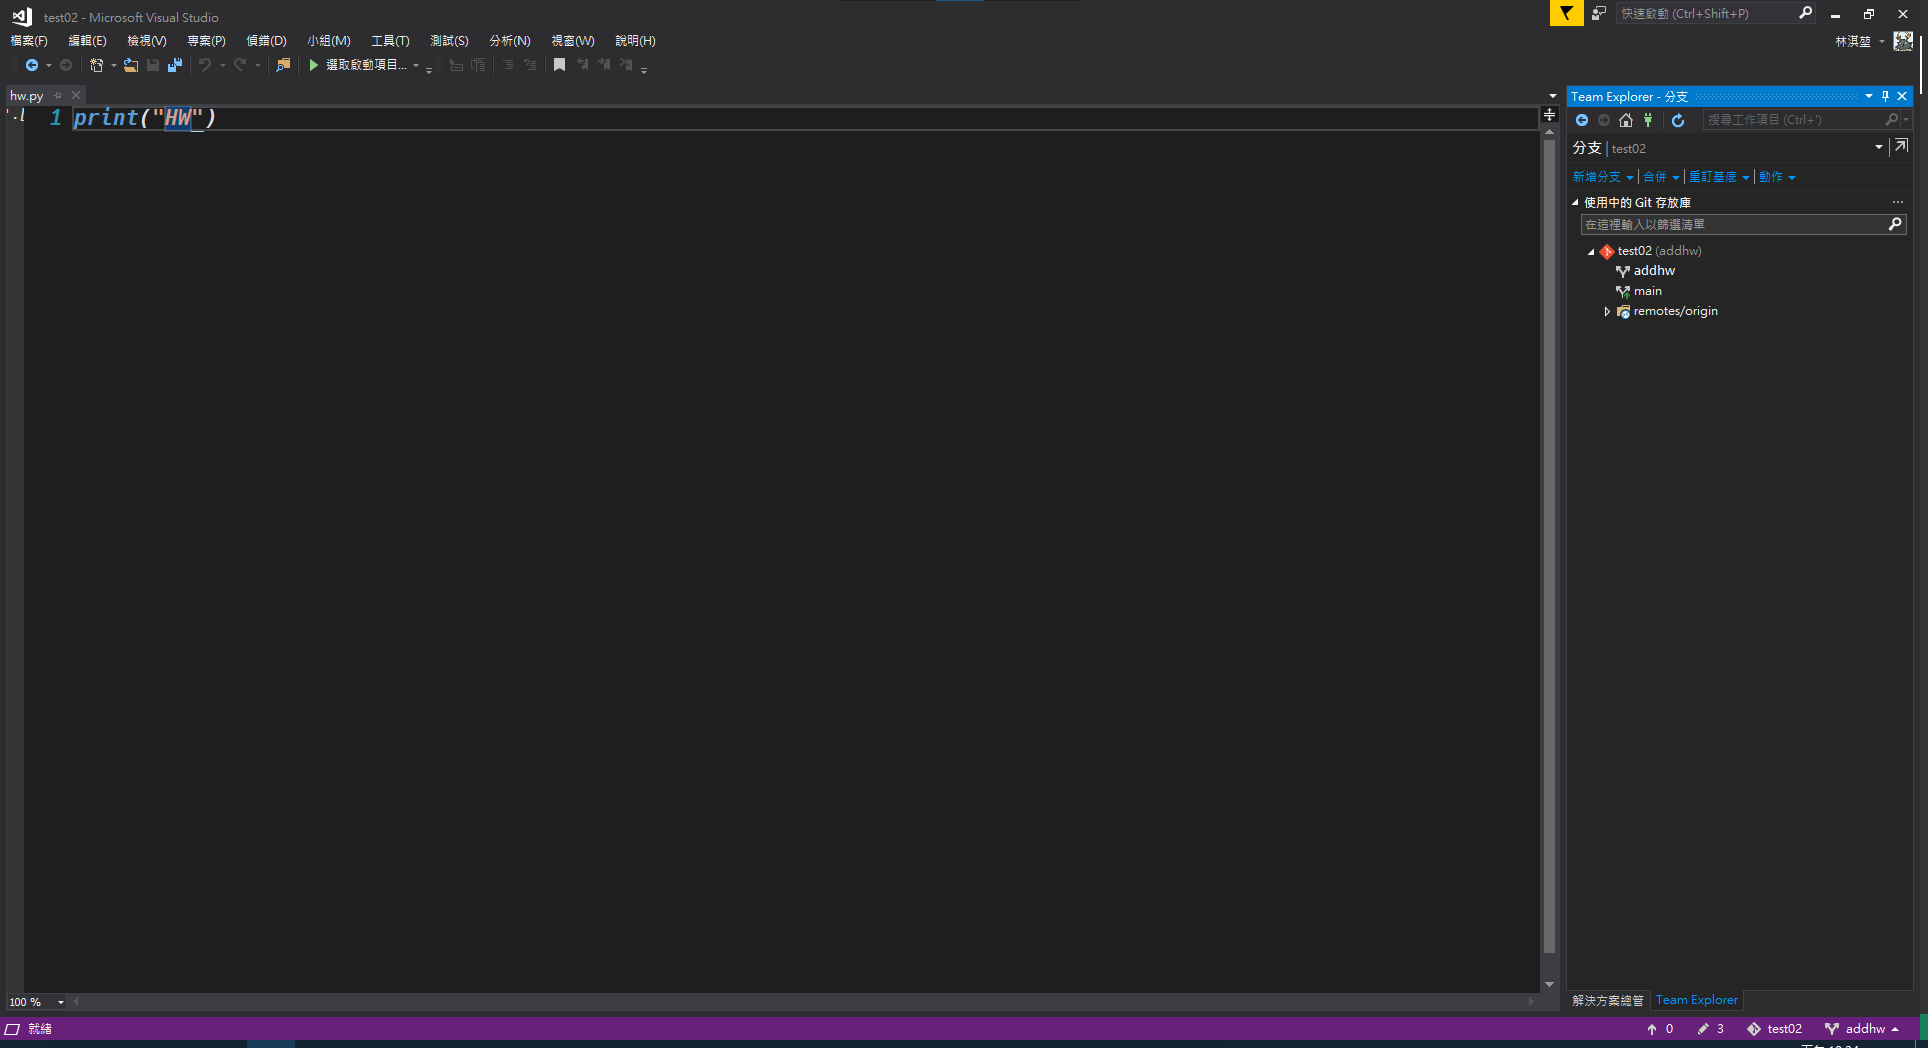 test02 - Microsoft Visual Studio
快速啟動 (Ctrl+Shift+P)
檔案(F) 編輯(E) 檢視(V) 專案(P) 偵錯(D) 小組(M) 工具(T) 測試(S) 分析(N) 視窗(W) 說明(H)
林淇堃
選取啟動項目...
hw.py
1 print("HW")
Team Explorer - 分支
搜尋工作項目 (Ctrl+')
分支 | test02
新增分支 | 合併 | 重訂基底 | 動作
使用中的 Git 存放庫 ...
在這裡輸入以篩選清單
test02 (addhw)
addhw
main
remotes/origin
100 %
解決方案總管 Team Explorer
就緒
0 3 test02 addhw